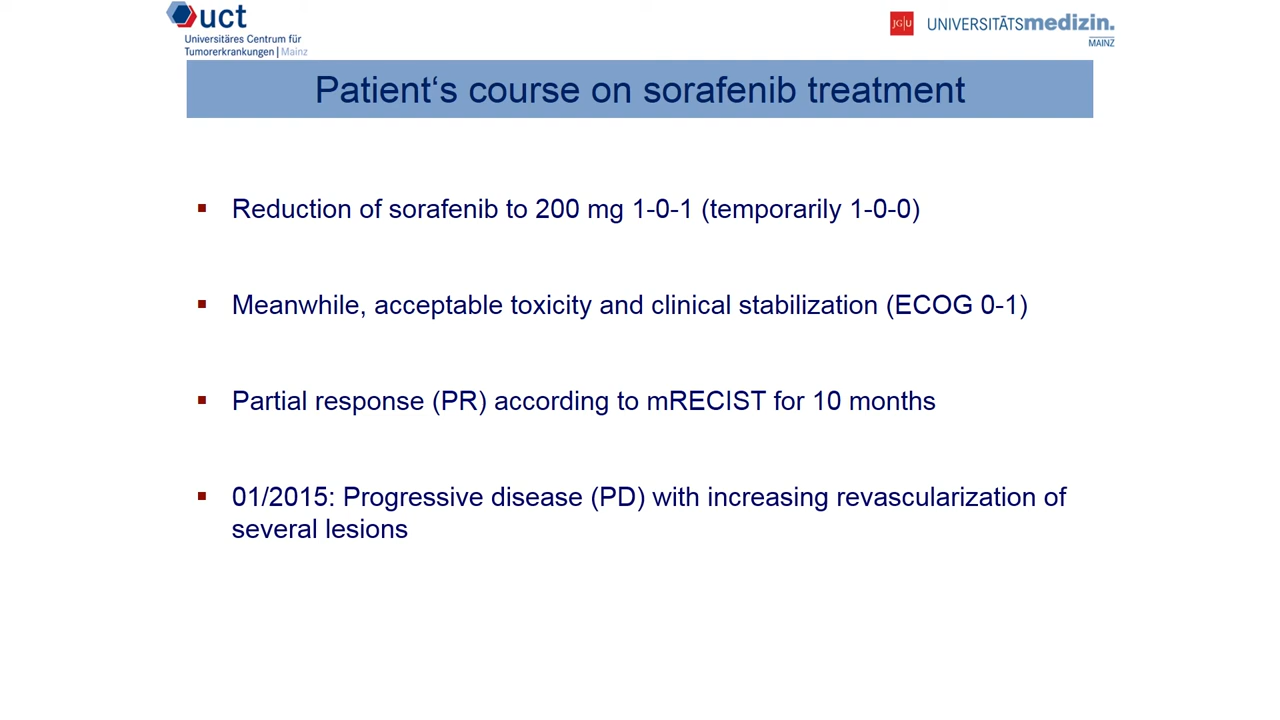 uct
Universitäres Centrum für
Tumorerkrankungen | Mainz
JG|U
UNIVERSITÄTSmedizin.
MAINZ
Patient‘s course on sorafenib treatment
Reduction of sorafenib to 200 mg 1-0-1 (temporarily 1-0-0)
Meanwhile, acceptable toxicity and clinical stabilization (ECOG 0-1)
Partial response (PR) according to mRECIST for 10 months
01/2015: Progressive disease (PD) with increasing revascularization of
several lesions